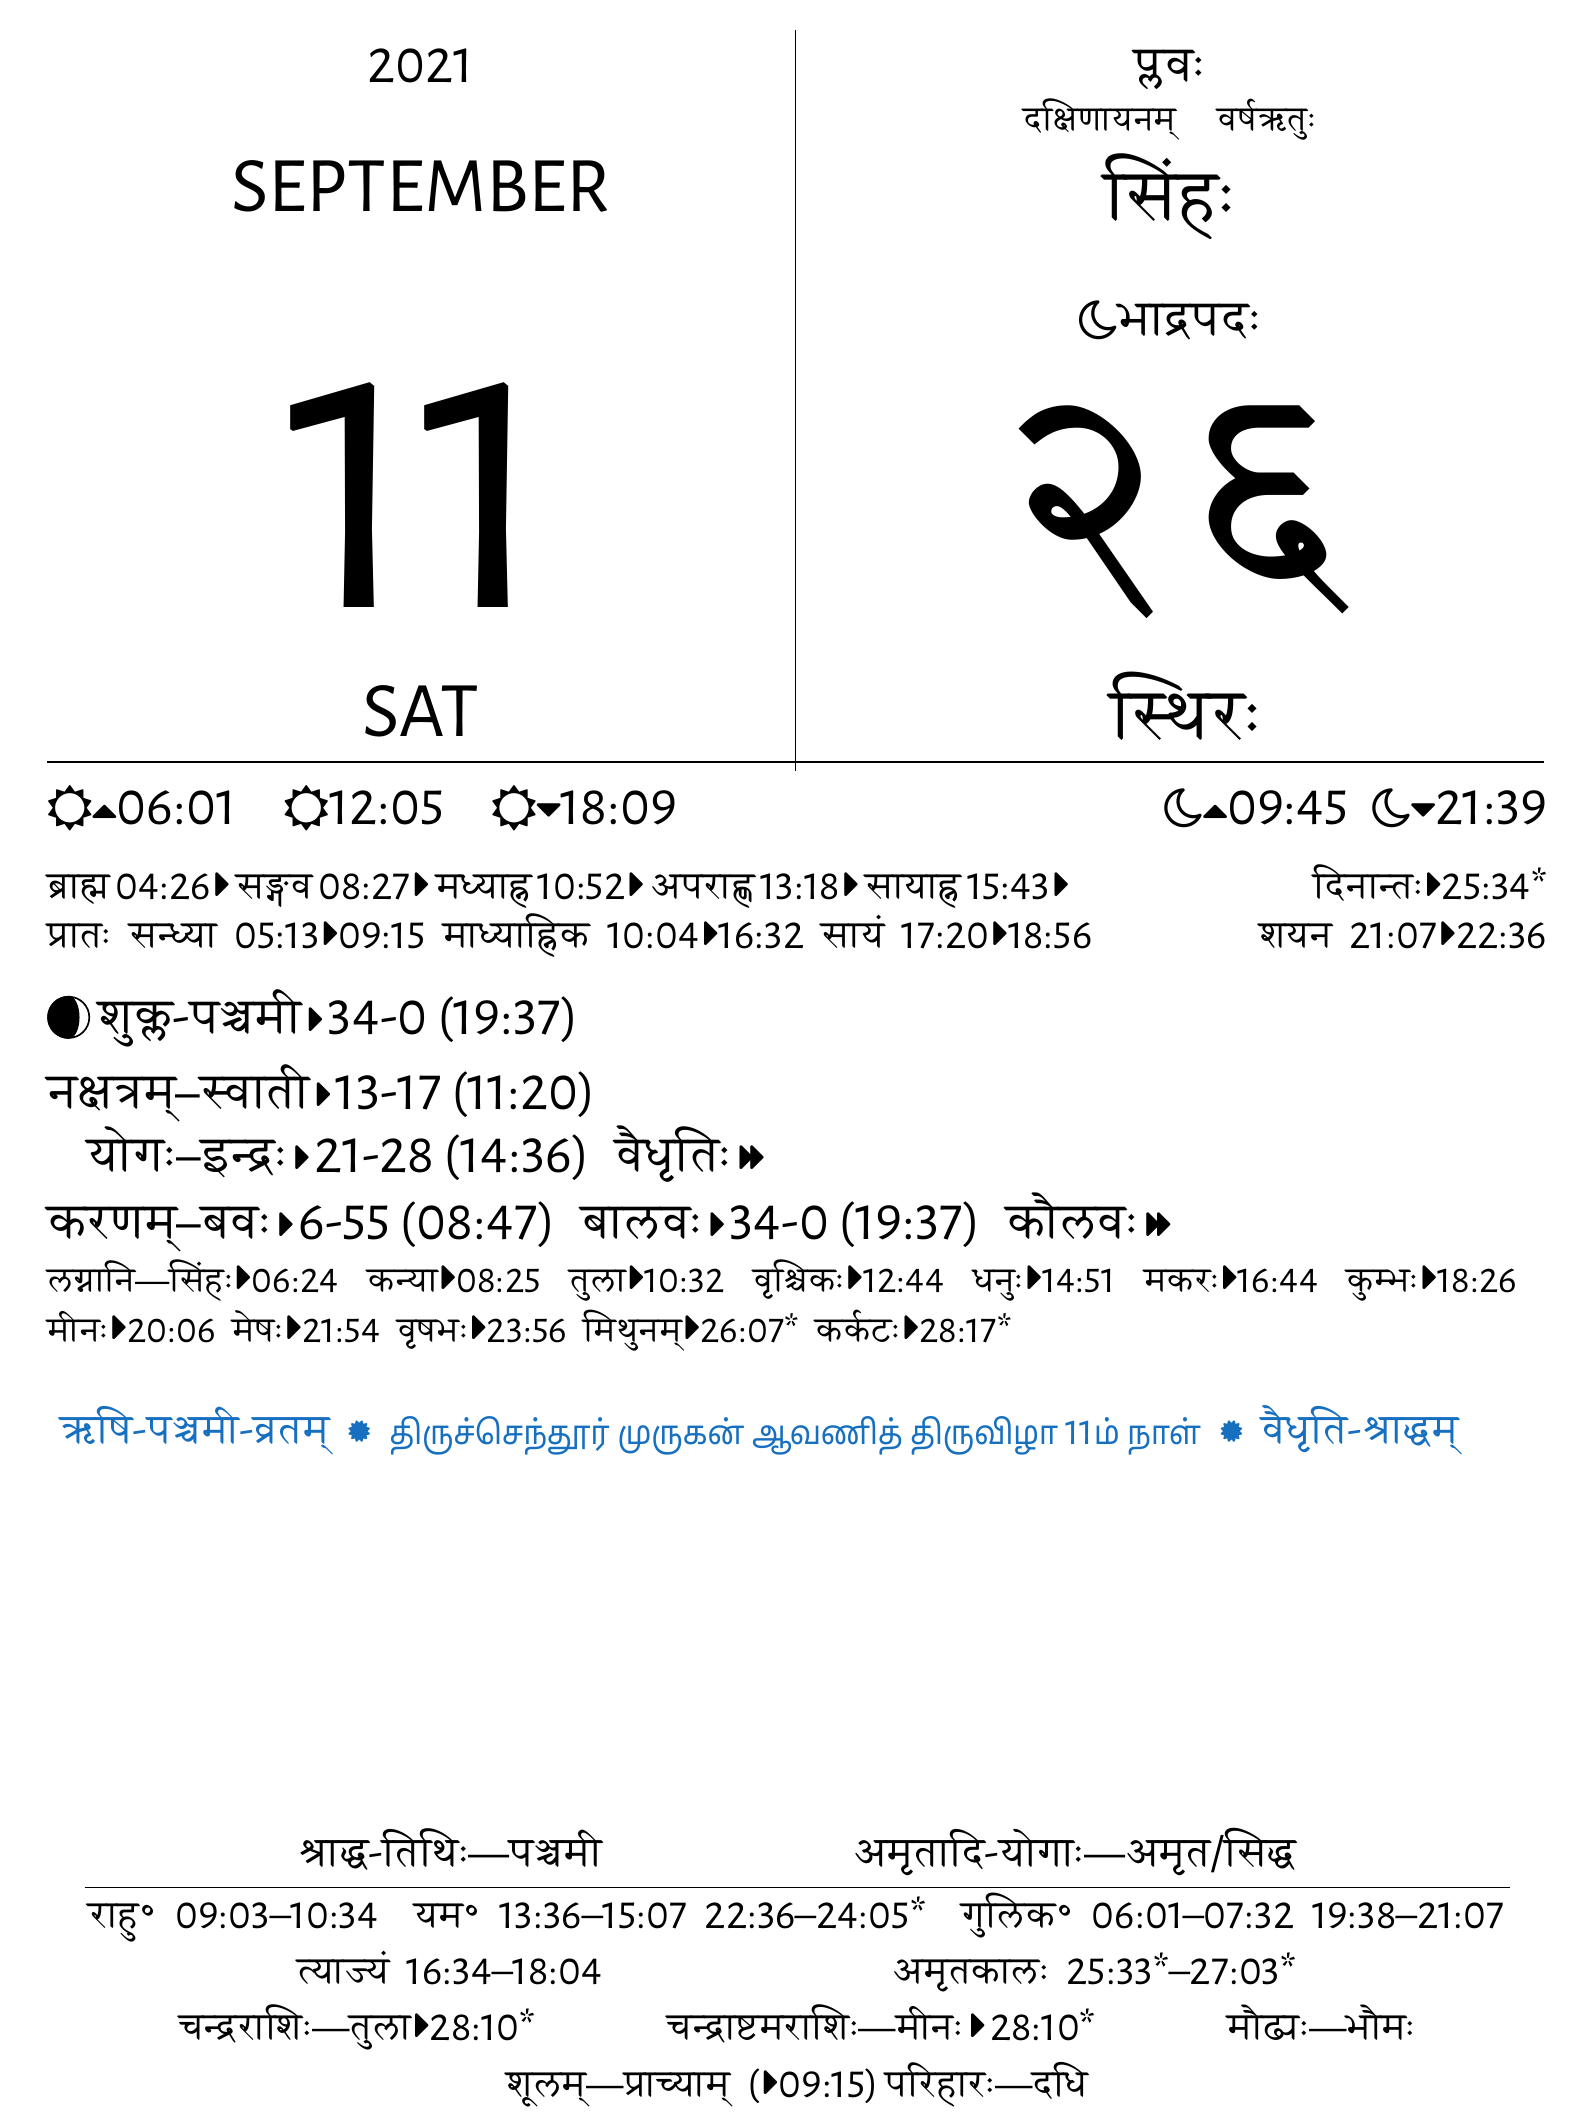 2021
SEPTEMBER
11
SAT
प्लवः
दक्षिणायनम् वर्षऋतुः
सिंहः
भाद्रपदः
२६
स्थिरः
06:01 12:05 18:09 09:45 21:39
ब्राह्म 04:26 सङ्गव 08:27 मध्याह्न 10:52 अपराह्ण 13:18 सायाह्न 15:43 दिनान्तः 25:34*
प्रातः सन्ध्या 05:13 09:15 माध्याह्निक 10:04 16:32 सायं 17:20 18:56 शयन 21:07 22:36
शुक्ल-पञ्चमी 34-0 (19:37)
नक्षत्रम्–स्वाती 13-17 (11:20)
योगः–इन्द्रः 21-28 (14:36) वैधृतिः
करणम्–बवः 6-55 (08:47) बालवः 34-0 (19:37) कौलवः
लग्नानि—सिंहः 06:24 कन्या 08:25 तुला 10:32 वृश्चिकः 12:44 धनुः 14:51 मकरः 16:44 कुम्भः 18:26
मीनः 20:06 मेषः 21:54 वृषभः 23:56 मिथुनम् 26:07* कर्कटः 28:17*
ऋषि-पञ्चमी-व्रतम् திருச்செந்தூர் முருகன் ஆவணித் திருவிழா 11ம் நாள் वैधृति-श्राद्धम्
श्राद्ध-तिथिः—पञ्चमी अमृतादि-योगाः—अमृत/सिद्ध
राहु॰ 09:03–10:34 यम॰ 13:36–15:07 22:36–24:05* गुलिक॰ 06:01–07:32 19:38–21:07
त्याज्यं 16:34–18:04 अमृतकालः 25:33*–27:03*
चन्द्रराशिः—तुला 28:10* चन्द्राष्टमराशिः—मीनः 28:10* मौढ्यः—भौमः
शूलम्—प्राच्याम् (09:15) परिहारः—दधि